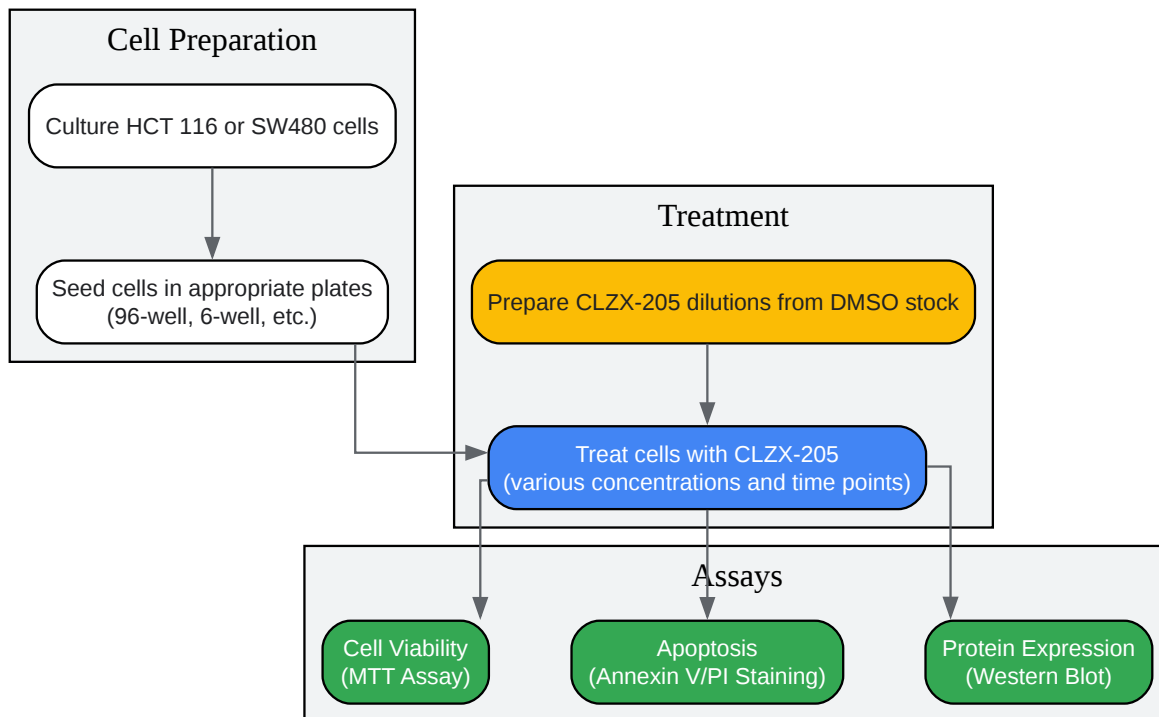 Cell Preparation
Culture HCT 116 or SW480 cells
Seed cells in appropriate plates
(96-well, 6-well, etc.)
Treatment
Prepare CLZX-205 dilutions from DMSO stock
Treat cells with CLZX-205
(various concentrations and time points)
Assays
Cell Viability
(MTT Assay)
Apoptosis
(Annexin V/PI Staining)
Protein Expression
(Western Blot)